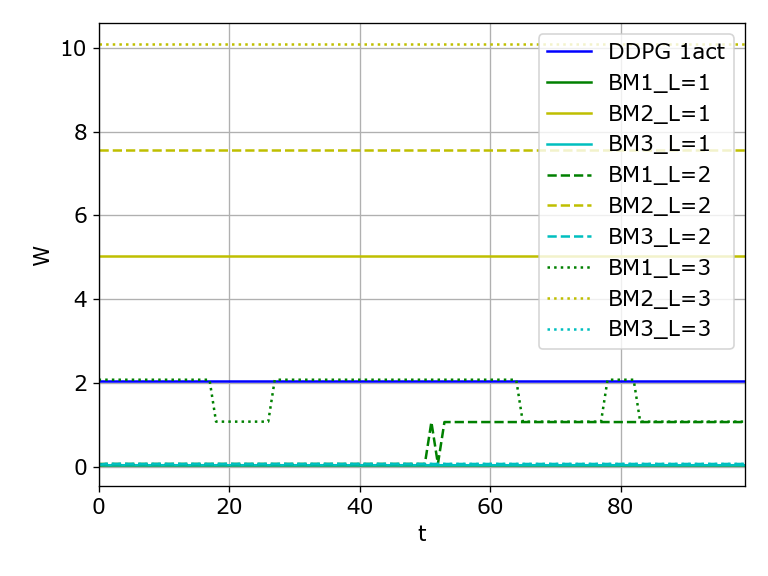 10
8
6
4
2
0
W
0 20 40 60 80
t
DDPG 1act
BM1_L=1
BM2_L=1
BM3_L=1
BM1_L=2
BM2_L=2
BM3_L=2
BM1_L=3
BM2_L=3
BM3_L=3